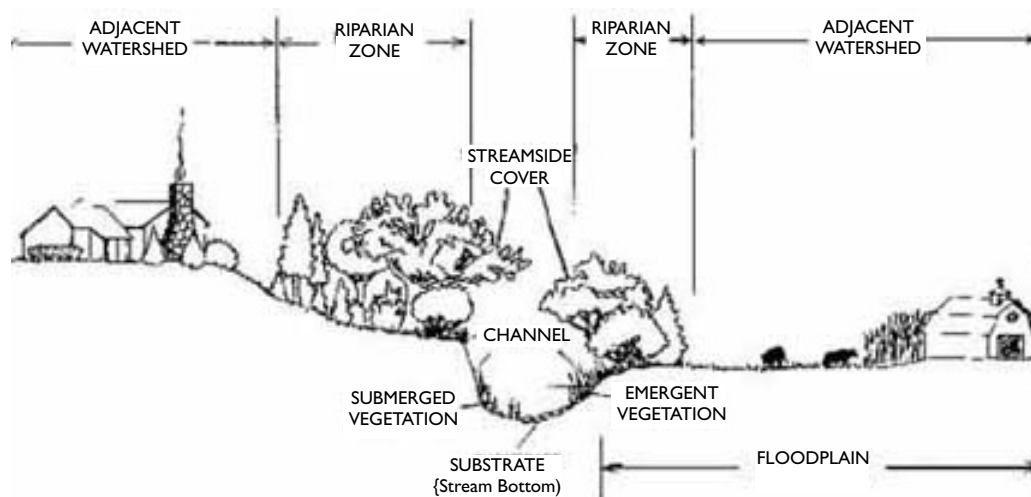 ADJACENT
WATERSHED
RIPARIAN
ZONE
RIPARIAN
ZONE
ADJACENT
WATERSHED
STREAMSIDE
COVER
CHANNEL
SUBMERGED
VEGETATION
EMERGENT
VEGETATION
SUBSTRATE
{Stream Bottom)
FLOODPLAIN